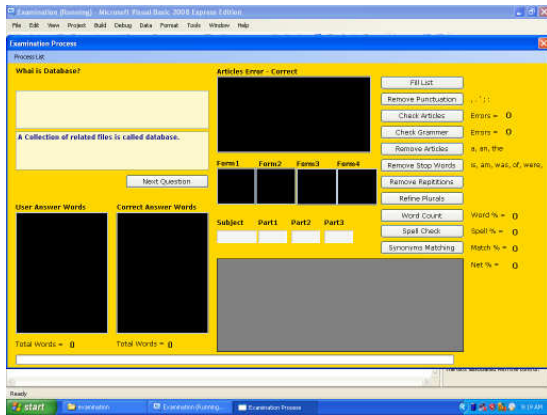 Examination (Running) - Microsoft Visual Basic 2008 Express Edition
File Edit View Project Build Debug Data Format Tools Window Help
Examination Process
Process List
What is Database?
A Collection of related files is called database.
Next Question
User Answer Words
Correct Answer Words
Total Words = 0
Total Words = 0
Articles Error - Correct
Form1 Form2 Form3 Form4
Subject Part1 Part2 Part3
Fill List
Remove Punctuation , . ' ) :
Check Articles Errors = 0
Check Grammer Errors = 0
Remove Articles a, an, the
Remove Stop Words is, am, was, of, were,
Remove Repititions
Refine Plurals
Word Count Word % = 0
Spell Check Spell % = 0
Synonyms Matching Match % = 0
Net % = 0
Ready
start examination Examination (Running... Examination Process 9:19 AM